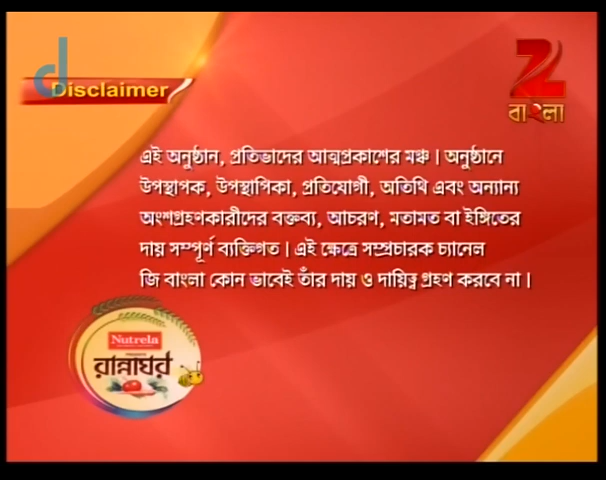 d
Disclaimer
Z
বাংলা
এই অনুষ্ঠান, প্রতিভাদের আত্মপ্রকাশের মঞ্চ। অনুষ্ঠানে
উপস্থাপক, উপস্থাপিকা, প্রতিযোগী, অতিথি এবং অন্যান্য
অংশগ্রহণকারীদের বক্তব্য, আচরণ, মতামত বা ইঙ্গিতের
দায় সম্পূর্ণ ব্যক্তিগত। এই ক্ষেত্রে সম্প্রচারক চ্যানেল
জি বাংলা কোন ভাবেই তাঁর দায় ও দায়িত্ব গ্রহণ করবে না।
Nutrela
রান্নাঘর